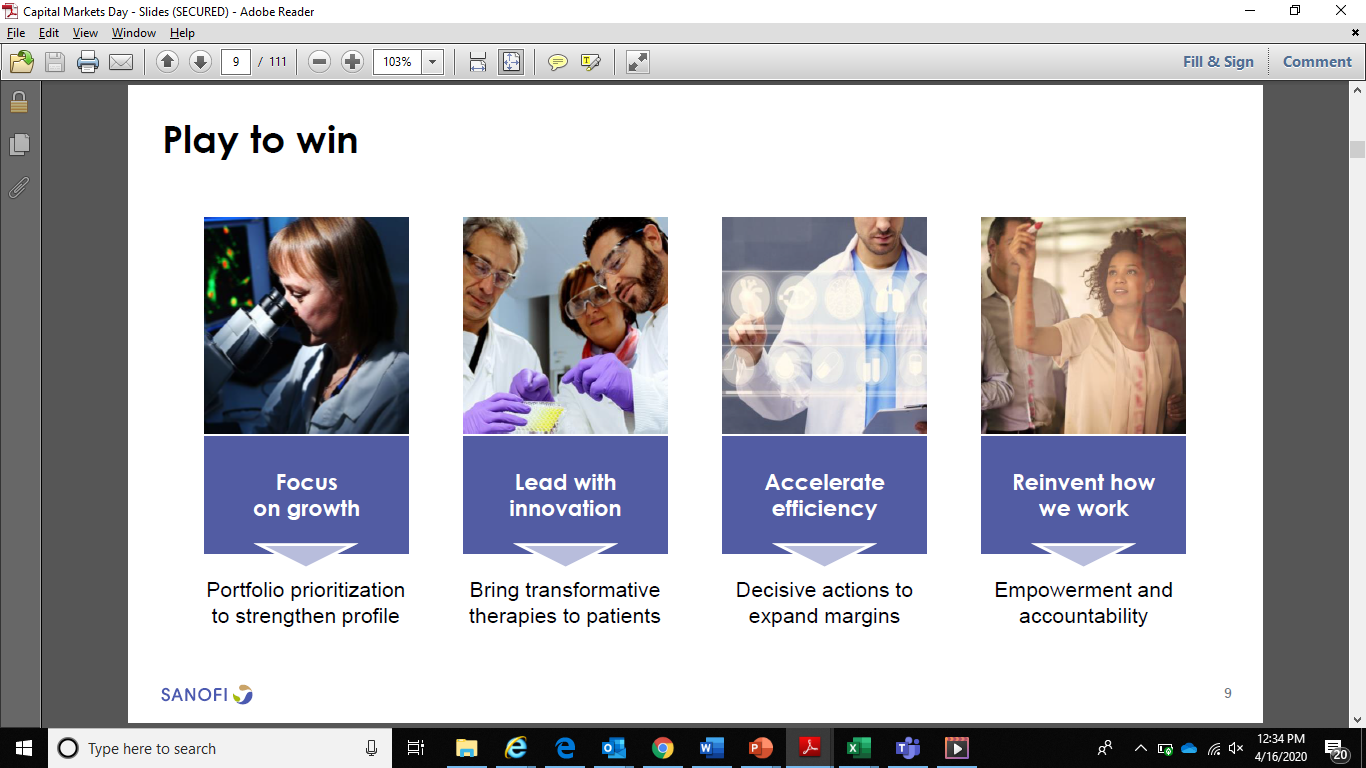 Capital Markets Day - Slides (SECURED) - Adobe Reader
File Edit View Window Help
9 / 111 103% Fill & Sign Comment
Play to win
Focus
on growth
Lead with
innovation
Accelerate
efficiency
Reinvent how
we work
Portfolio prioritization
to strengthen profile
Bring transformative
therapies to patients
Decisive actions to
expand margins
Empowerment and
accountability
SANOFI
9
Type here to search
12:34 PM
4/16/2020
20